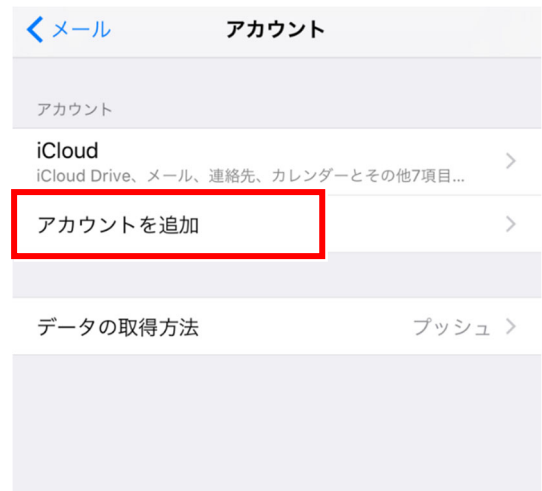 メール
アカウント
アカウント
iCloud
iCloud Drive、メール、連絡先、カレンダーとその他7項目...
アカウントを追加
データの取得方法 プッシュ